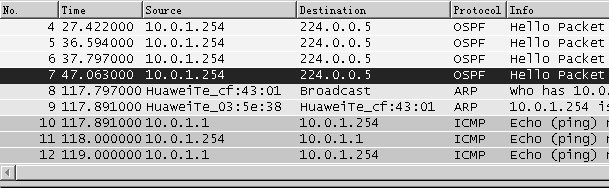 No. Time Source Destination Protocol Info
4 27.422000 10.0.1.254 224.0.0.5 OSPF Hello Packet
5 36.594000 10.0.1.254 224.0.0.5 OSPF Hello Packet
6 37.797000 10.0.1.254 224.0.0.5 OSPF Hello Packet
7 47.063000 10.0.1.254 224.0.0.5 OSPF Hello Packet
8 117.797000 HuaweiTe_cf:43:01 Broadcast ARP Who has 10.0.
9 117.891000 HuaweiTe_03:5e:38 HuaweiTe_cf:43:01 ARP 10.0.1.254 is
10 117.891000 10.0.1.1 10.0.1.254 ICMP Echo (ping)
11 118.000000 10.0.1.254 10.0.1.1 ICMP Echo (ping)
12 119.000000 10.0.1.1 10.0.1.254 ICMP Echo (ping)